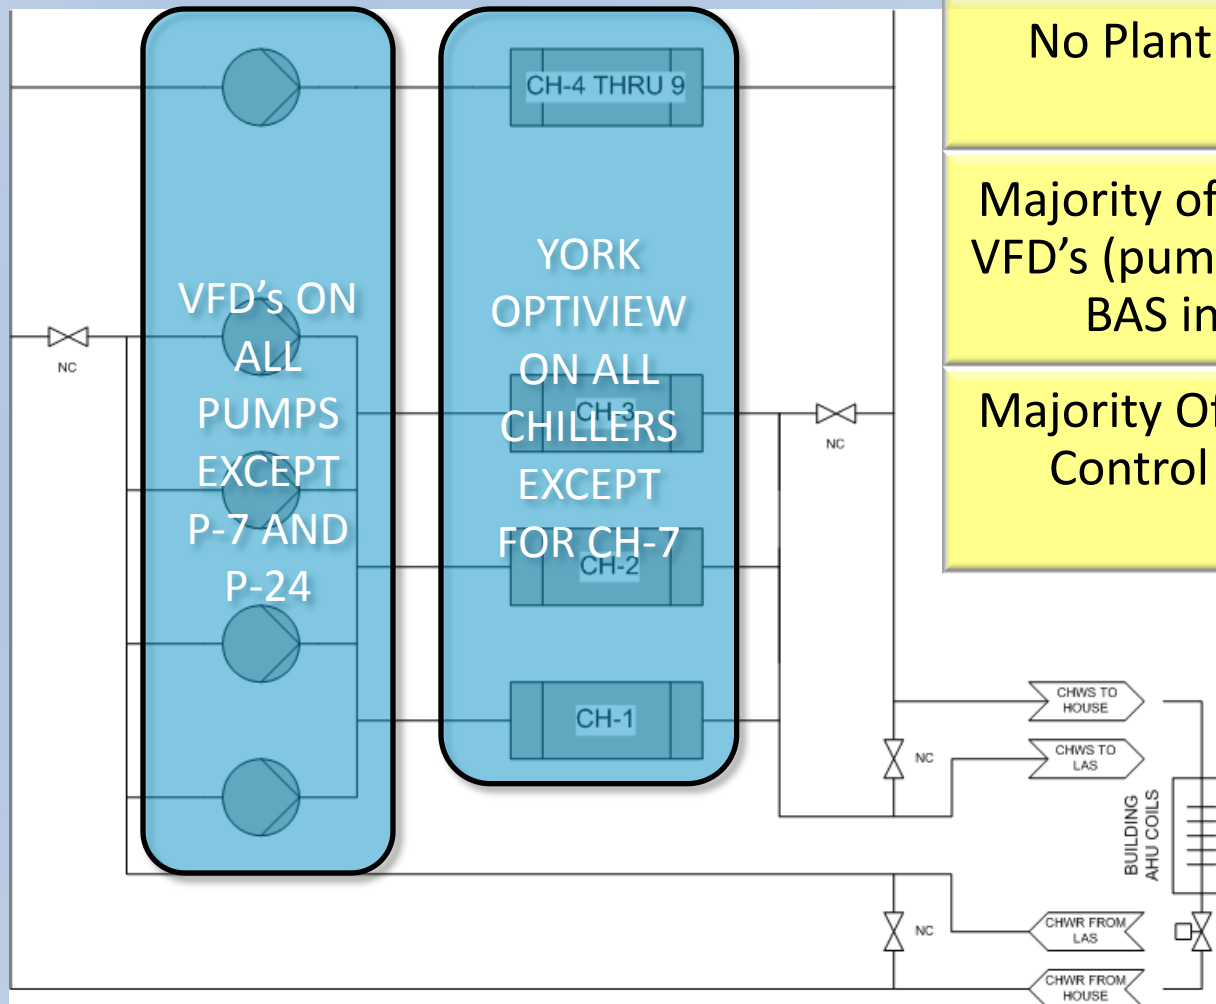 No Plant
Majority of
VFD's (pum
BAS in
Majority Of
Control
VFD's ON
ALL
PUMPS
EXCEPT
P-7 AND
P-24
YORK
OPTIVIEW
ON ALL
CHILLERS
EXCEPT
FOR CH-7
CH-4 THRU 9
CH-3
CH-2
CH-1
NC
NC
NC
NC
CHWS TO
HOUSE
CHWS TO
LAS
BUILDING
AHU COILS
CHWR FROM
LAS
CHWR FROM
HOUSE